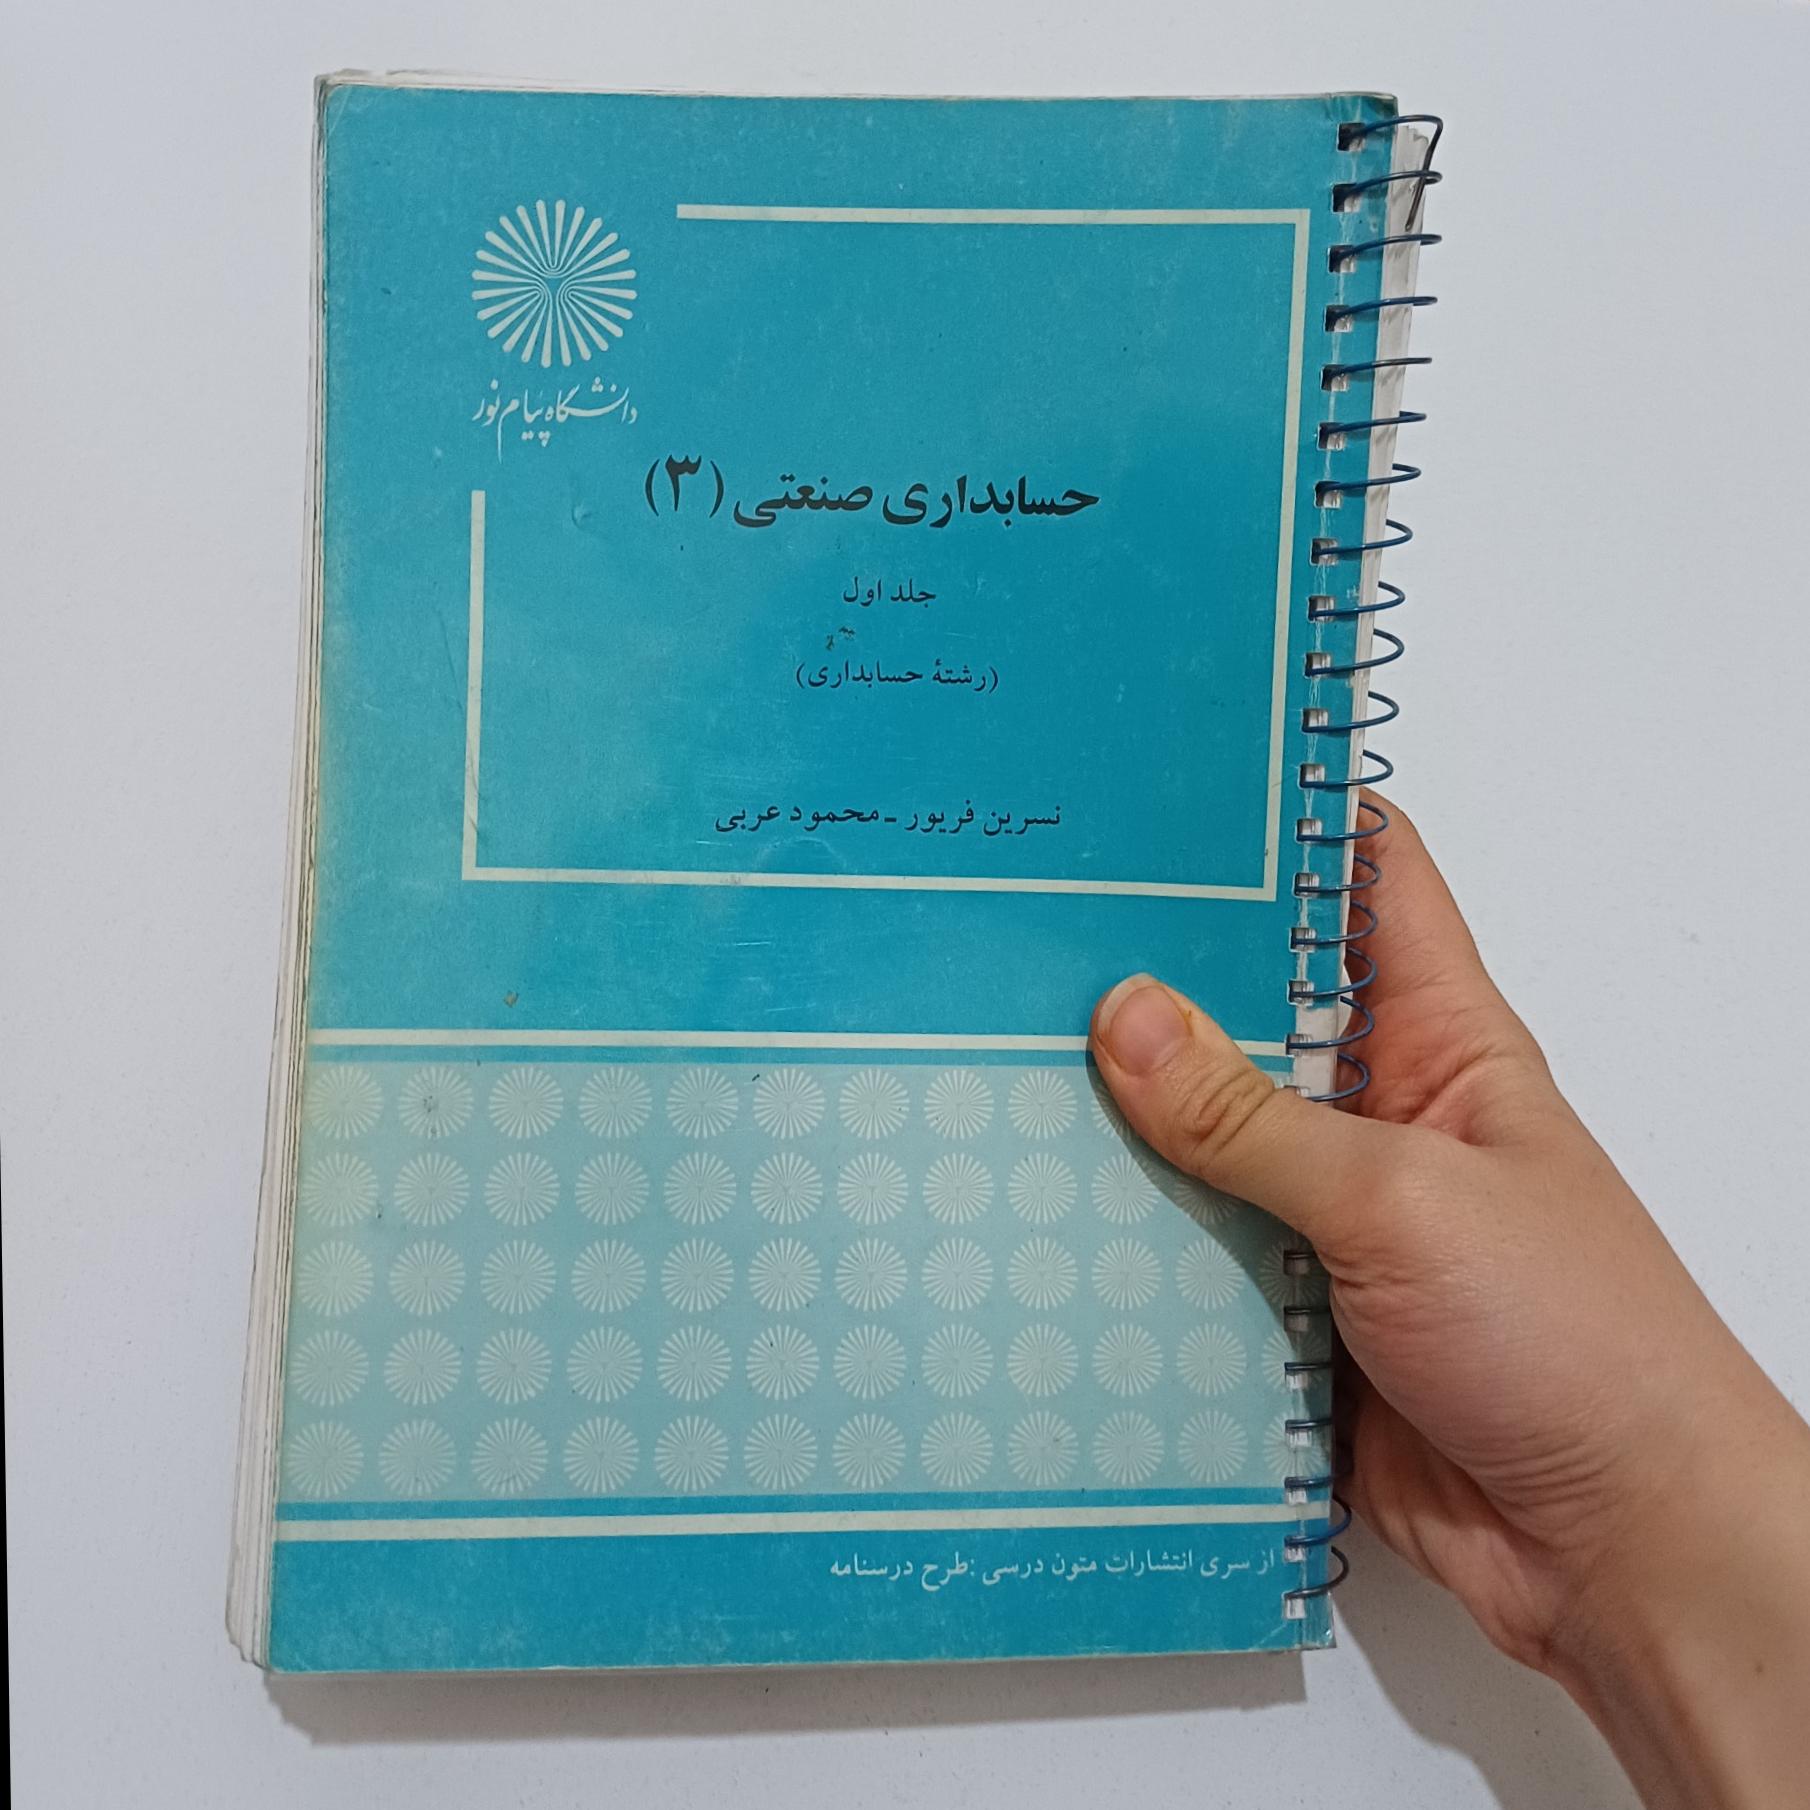 دانشگاه پیام نور
حسابداری صنعتی (۳)
جلد اول
(رشتهٔ حسابداری)
نسرین فریور ـ محمود عربی
از سری انتشارات متون درسی :طرح درسنامه